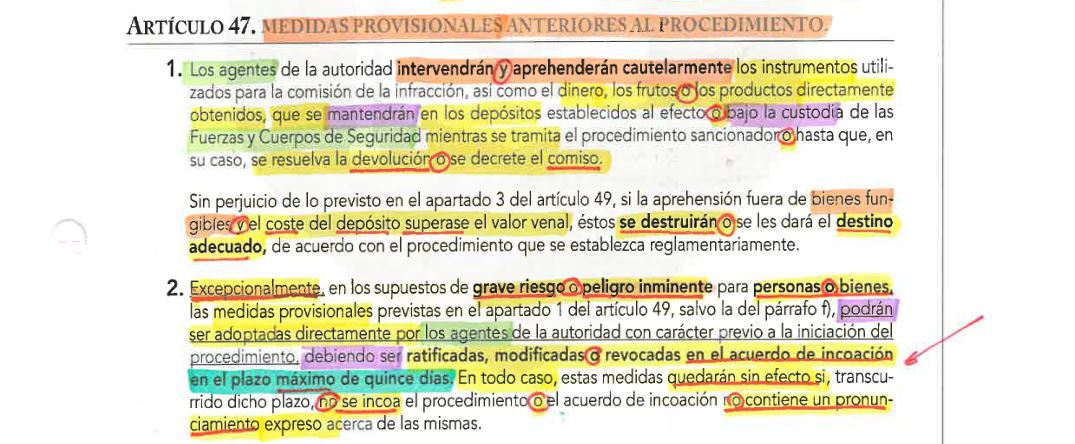 ARTÍCULO 47. MEDIDAS PROVISIONALES ANTERIORES AL PROCEDIMIENTO.
1. Los agentes de la autoridad intervendrán y aprehenderán cautelarmente los instrumentos utili-
zados para la comisión de la infracción, así como el dinero, los frutos o los productos directamente
obtenidos, que se mantendrán en los depósitos establecidos al efecto o bajo la custodia de las
Fuerzas y Cuerpos de Seguridad mientras se tramita el procedimiento sancionador o hasta que, en
su caso, se resuelva la devolución o se decrete el comiso.
Sin perjuicio de lo previsto en el apartado 3 del artículo 49, si la aprehensión fuera de bienes fun-
gibles y el coste del depósito superase el valor venal, éstos se destruirán o se les dará el destino
adecuado, de acuerdo con el procedimiento que se establezca reglamentariamente.
2. Excepcionalmente, en los supuestos de grave riesgo o peligro inminente para personas o bienes,
las medidas provisionales previstas en el apartado 1 del artículo 49, salvo la del párrafo f), podrán
ser adoptadas directamente por los agentes de la autoridad con carácter previo a la iniciación del
procedimiento, debiendo ser ratificadas, modificadas o revocadas en el acuerdo de incoación
en el plazo máximo de quince días. En todo caso, estas medidas quedarán sin efecto si, transcu-
rrido dicho plazo, no se incoa el procedimiento o el acuerdo de incoación no contiene un pronun-
ciamiento expreso acerca de las mismas.